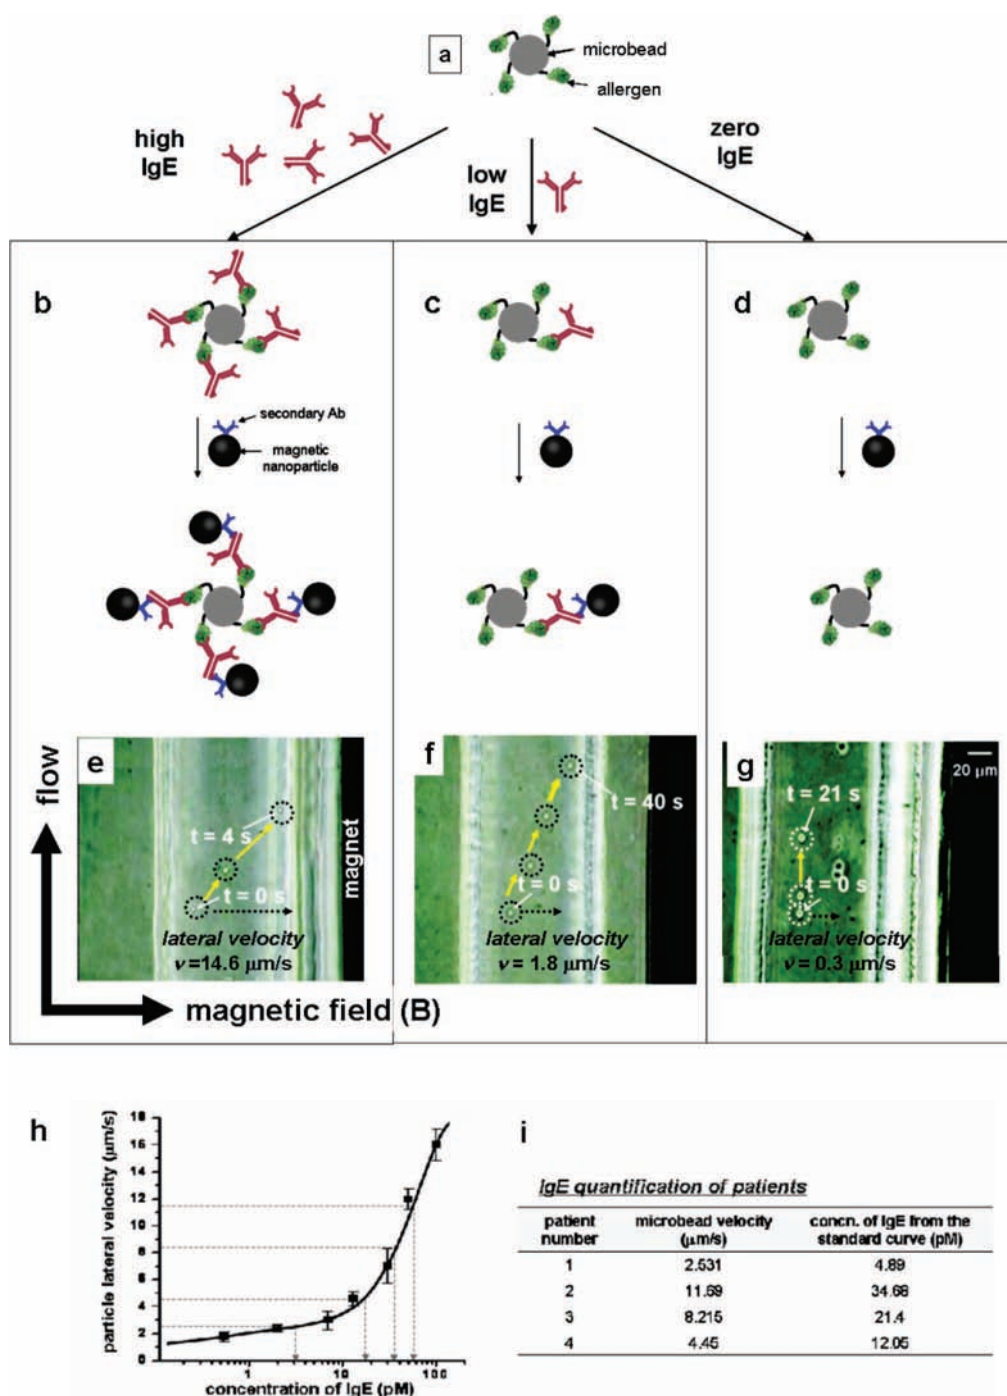 a
microbead
allergen
high
IgE
low
IgE
zero
IgE
b
c
d
secondary Ab
magnetic
nanoparticle
e
t = 4 s
t = 0 s
lateral velocity
v =14.6 µm/s
magnet
f
t = 40 s
t = 0 s
lateral velocity
v = 1.8 µm/s
g
20 µm
t = 21 s
t = 0 s
lateral velocity
v = 0.3 µm/s
flow
magnetic field (B)
h
particle lateral velocity (µm/s)
18
16
14
12
10
8
6
4
2
0
1
10
100
concentration of IgE (pM)
i
IgE quantification of patients
patient number microbead velocity (µm/s) concn. of IgE from the standard curve (pM)
1 2.531 4.89
2 11.69 34.68
3 8.215 21.4
4 4.45 12.05